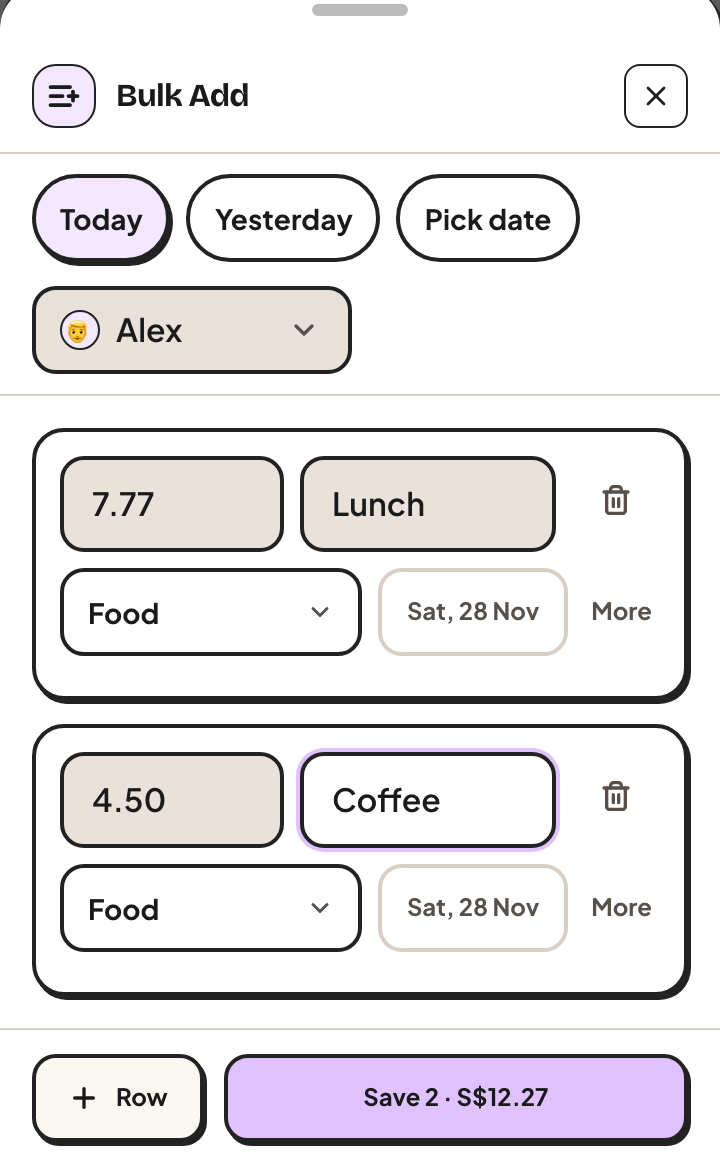 Bulk Add
Today Yesterday Pick date
Alex
7.77 Lunch
Food Sat, 28 Nov More
4.50 Coffee
Food Sat, 28 Nov More
Row Save 2 · S$12.27